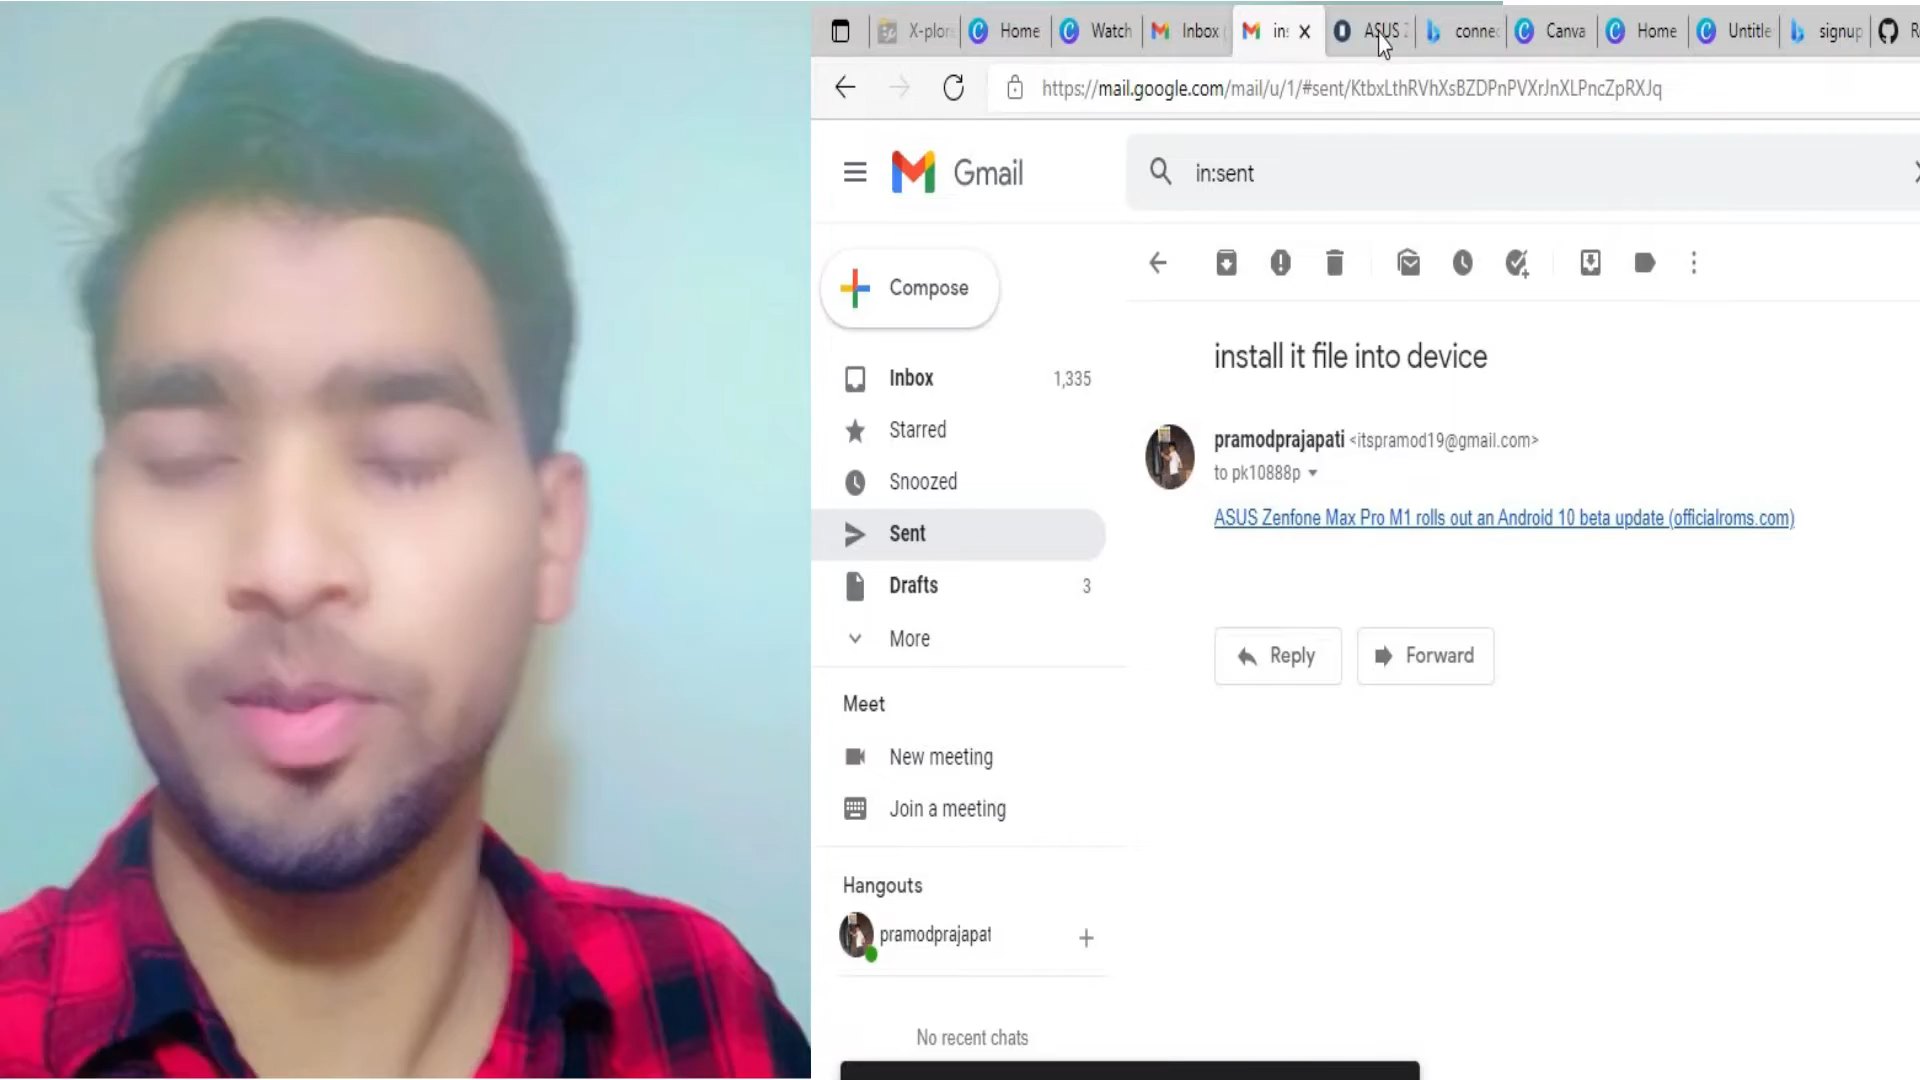 X-plor Home Watch Inbox in: ASUS Z connec Canva Home Untitle signup R
https://mail.google.com/mail/u/1/#sent/KtbxLthRVhXsBZDPnPVXrJnXLPncZpRXJq
Gmail
in:sent
Compose
install it file into device
Inbox 1,335
Starred
pramodprajapati <itspramod19@gmail.com>
to pk10888p
Snoozed
ASUS Zenfone Max Pro M1 rolls out an Android 10 beta update (officialroms.com)
Sent
Drafts 3
More
Reply Forward
Meet
New meeting
Join a meeting
Hangouts
pramodprajapat
No recent chats